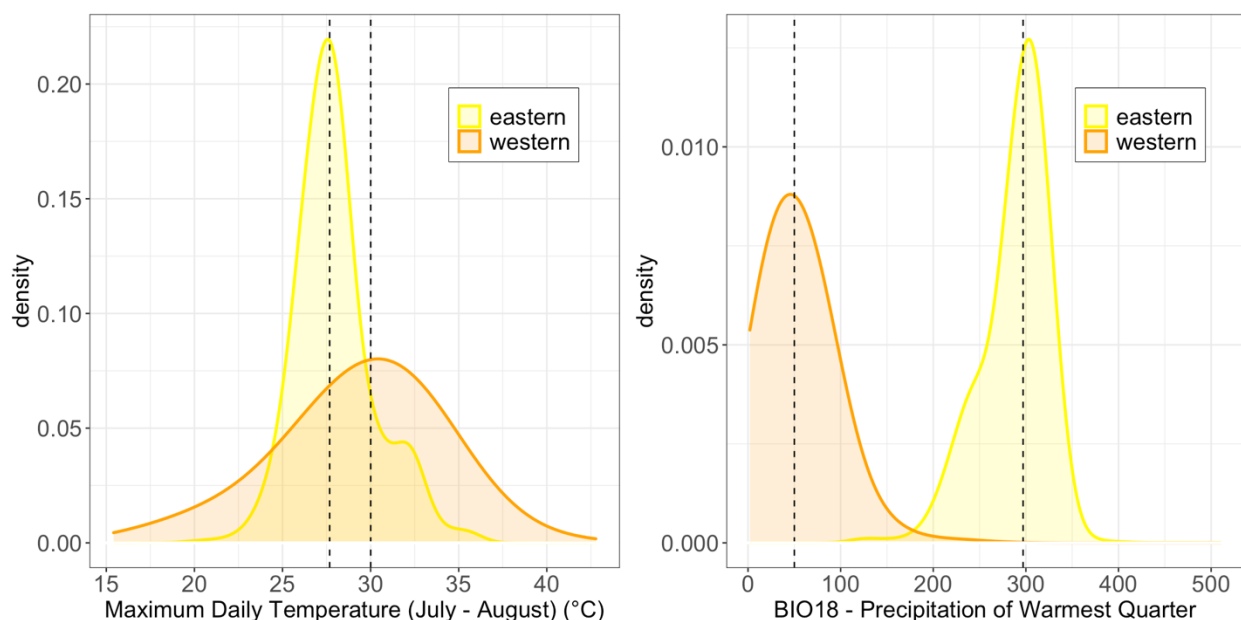 0.20
0.15
0.10
0.05
0.00
density
eastern
western
15 20 25 30 35 40
Maximum Daily Temperature (July - August) (°C)
0.010
0.005
0.000
density
eastern
western
0 100 200 300 400 500
BIO18 - Precipitation of Warmest Quarter